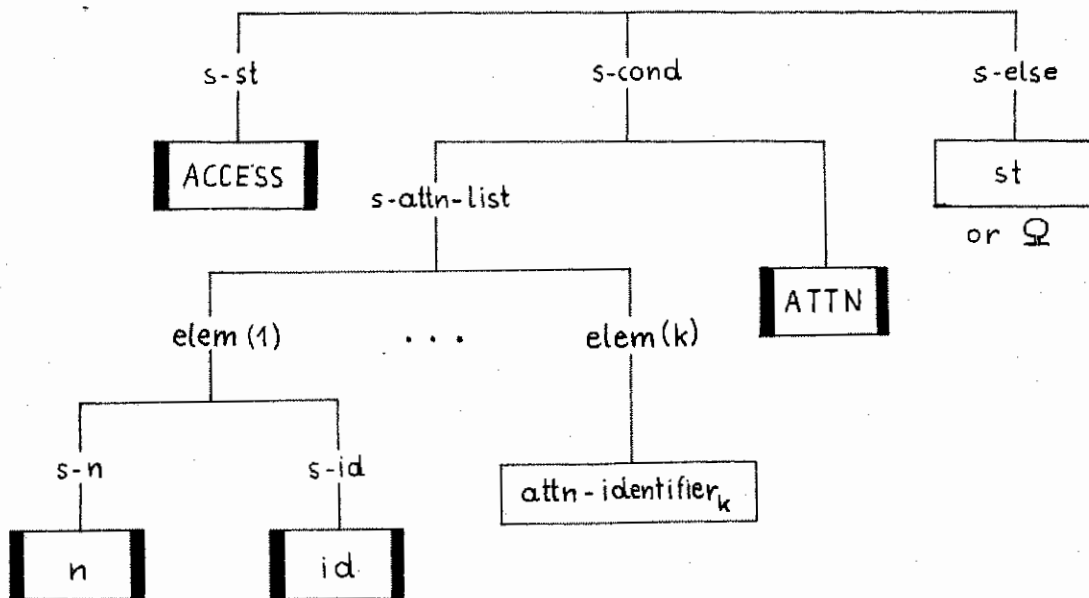 s-st s-cond s-else
ACCESS st
s-attn-list
or Ω
ATTN
elem(1) ... elem(k)
s-n s-id
attn-identifier_k
n id